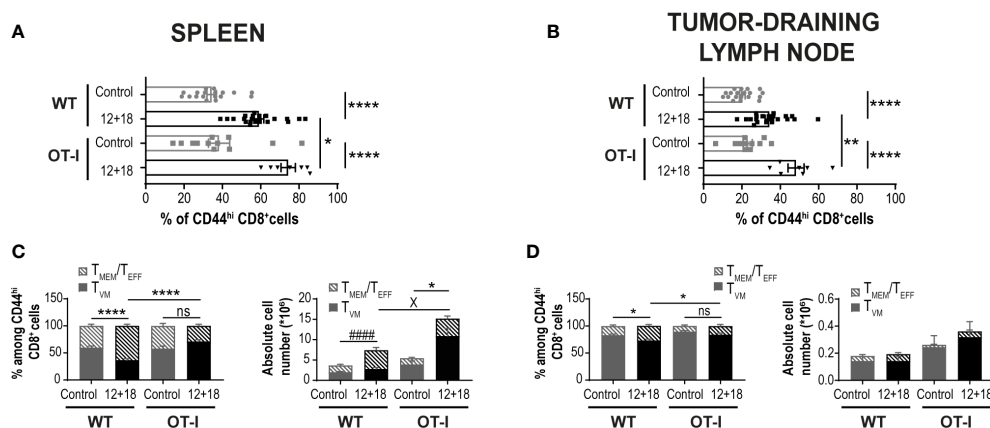 A
SPLEEN
WT
Control
12+18
OT-I
Control
12+18
****
*
****
0 20 40 60 80 100
% of CD44hi CD8+cells
B
TUMOR-DRAINING
LYMPH NODE
WT
Control
12+18
OT-I
Control
12+18
****
**
****
0 20 40 60 80 100
% of CD44hi CD8+cells
C
TMEM/TEFF
TVM
% among CD44hi
CD8+cells
150
100
50
0
****
****
ns
Control 12+18 Control 12+18
WT OT-I
TMEM/TEFF
TVM
Absolute cell
number (*10⁶)
20
15
10
5
0
####
X
*
Control 12+18 Control 12+18
WT OT-I
D
TMEM/TEFF
TVM
% among CD44hi
CD8+cells
150
100
50
0
*
*
ns
Control 12+18 Control 12+18
WT OT-I
TMEM/TEFF
TVM
Absolute cell
number (*10⁶)
0.6
0.4
0.2
0.0
Control 12+18 Control 12+18
WT OT-I